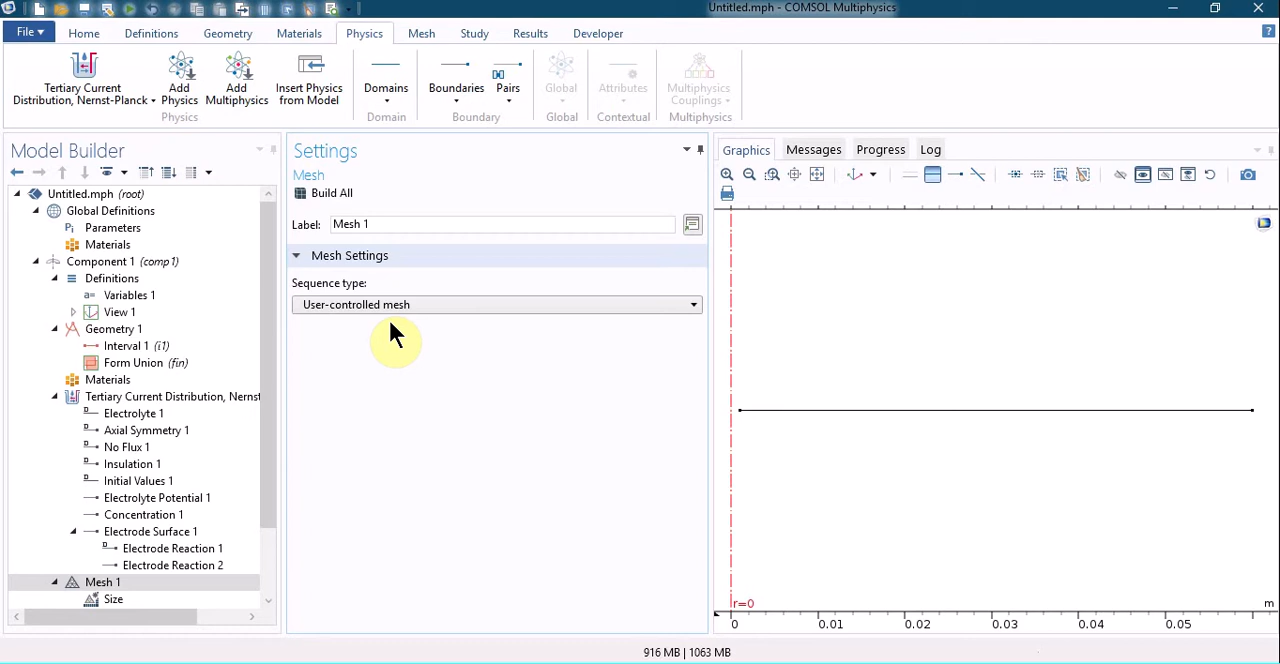 Untitled.mph - COMSOL Multiphysics
File Home Definitions Geometry Materials Physics Mesh Study Results Developer
Tertiary Current Distribution, Nernst-Planck
Add Physics
Add Multiphysics
Insert Physics from Model
Domains
Boundaries
Pairs
Global
Attributes
Multiphysics Couplings
Physics Domain Boundary Global Contextual Multiphysics
Model Builder
Untitled.mph (root)
Global Definitions
Pi Parameters
Materials
Component 1 (comp1)
Definitions
a= Variables 1
View 1
Geometry 1
Interval 1 (i1)
Form Union (fin)
Materials
Tertiary Current Distribution, Nernst
Electrolyte 1
Axial Symmetry 1
No Flux 1
Insulation 1
Initial Values 1
Electrolyte Potential 1
Concentration 1
Electrode Surface 1
Electrode Reaction 1
Electrode Reaction 2
Mesh 1
Size
Settings
Mesh
Build All
Label: Mesh 1
Mesh Settings
Sequence type:
User-controlled mesh
Graphics Messages Progress Log
r=0
m
0 0.01 0.02 0.03 0.04 0.05
916 MB | 1063 MB